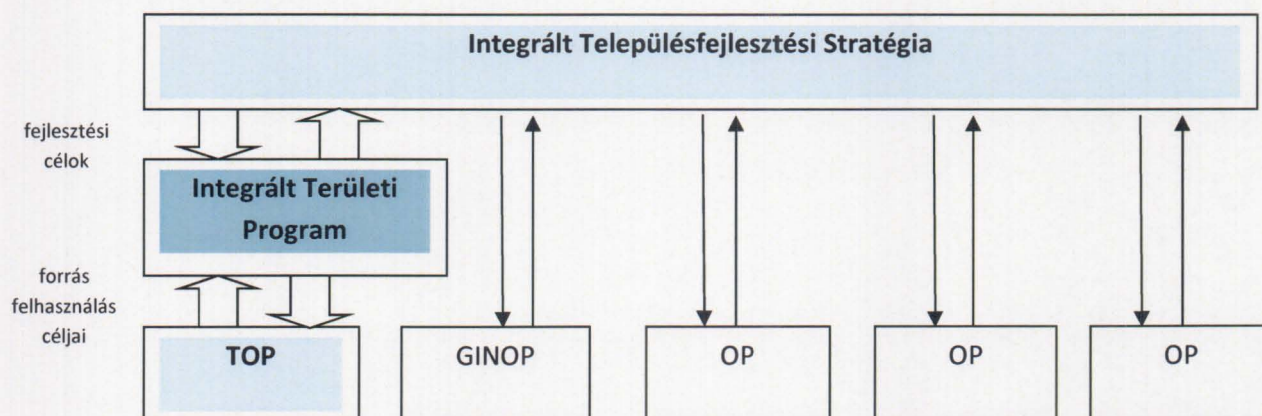 Integrált Településfejlesztési Stratégia
fejlesztési
célok
Integrált Területi
Program
forrás
felhasználás
céljai
TOP
GINOP
OP
OP
OP